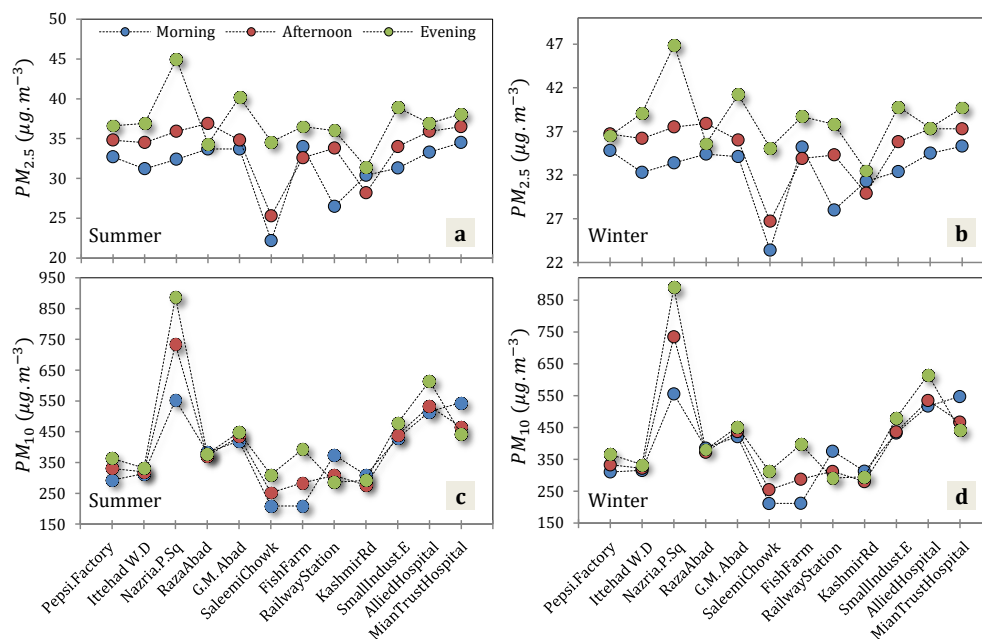 Morning Afternoon Evening
PM2.5 (μg.m−3)
50
45
40
35
30
25
20
Summer
a
PM2.5 (μg.m−3)
47
42
37
32
27
22
Winter
b
PM10 (μg.m−3)
950
850
750
650
550
450
350
250
150
Summer
c
PM10 (μg.m−3)
850
750
650
550
450
350
250
150
Winter
d
Pepsi.Factory
Ittehad W.D
Nazria P.Sq
RazaAbad
G.M. Abad
SaleemiChowk
FishFarm
RailwayStation
KashmirRd
SmallIndust.E
AlliedHospital
MianTrustHospital
Pepsi.Factory
Ittehad W.D
Nazria P.Sq
RazaAbad
G.M. Abad
SaleemiChowk
FishFarm
RailwayStation
KashmirRd
SmallIndust.E
AlliedHospital
MianTrustHospital